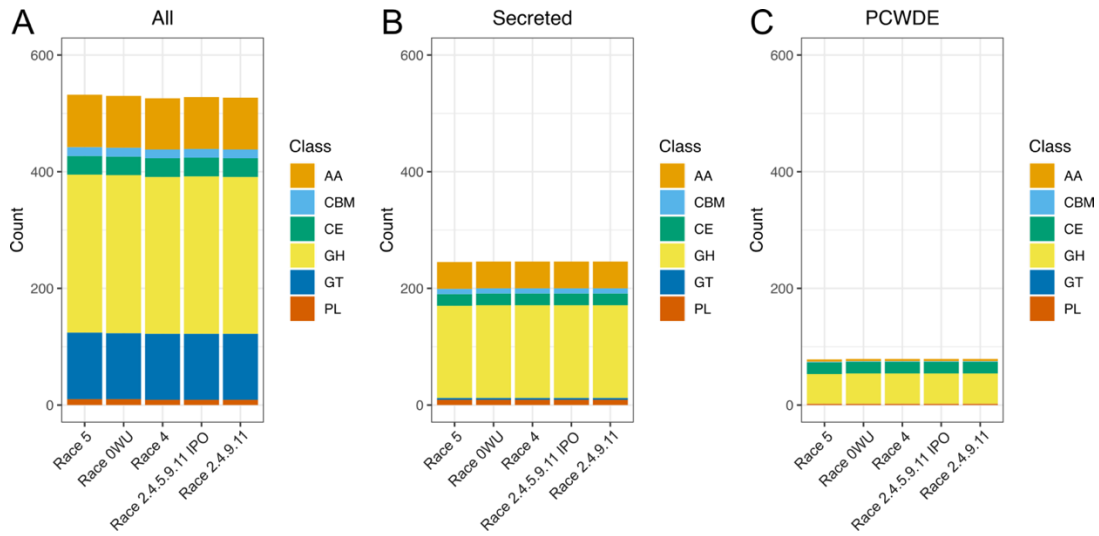 A
All
Count
600
400
200
0
Race 5
Race 0WU
Race 4
Race 2.4.5.9.11 IPO
Race 2.4.9.11
Class
AA
CBM
CE
GH
GT
PL
B
Secreted
Count
600
400
200
0
Race 5
Race 0WU
Race 4
Race 2.4.5.9.11 IPO
Race 2.4.9.11
Class
AA
CBM
CE
GH
GT
PL
C
PCWDE
Count
600
400
200
0
Race 5
Race 0WU
Race 4
Race 2.4.5.9.11 IPO
Race 2.4.9.11
Class
AA
CBM
CE
GH
GT
PL